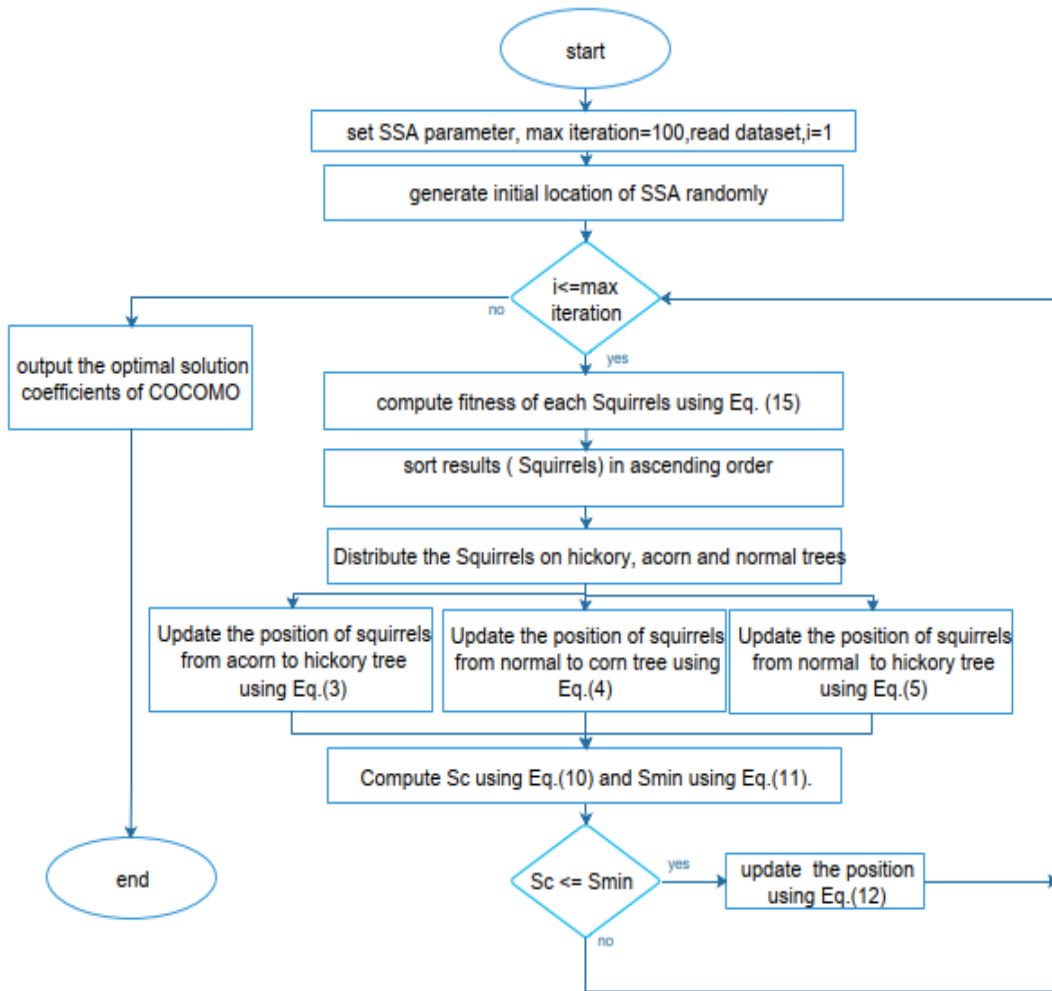 start
set SSA parameter, max iteration=100,read dataset,i=1
generate initial location of SSA randomly
i<=max
iteration
no
yes
output the optimal solution
coefficients of COCOMO
compute fitness of each Squirrels using Eq. (15)
sort results ( Squirrels) in ascending order
Distribute the Squirrels on hickory, acorn and normal trees
Update the position of squirrels
from acorn to hickory tree
using Eq.(3)
Update the position of squirrels
from normal to corn tree using
Eq.(4)
Update the position of squirrels
from normal to hickory tree
using Eq.(5)
Compute Sc using Eq.(10) and Smin using Eq.(11).
end
Sc <= Smin
yes
update the position
using Eq.(12)
no